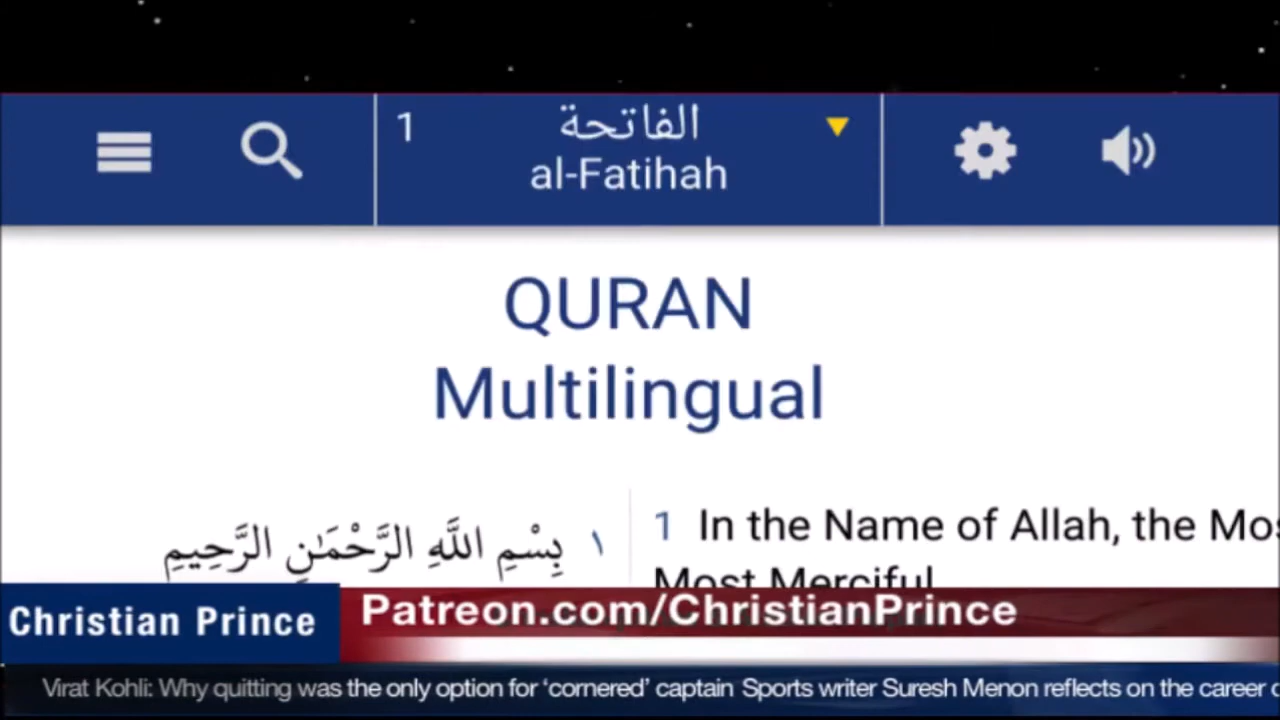 1
الفاتحة
al-Fatihah
QURAN
Multilingual
١ بِسْمِ اللَّهِ الرَّحْمَٰنِ الرَّحِيمِ
1 In the Name of Allah, the Mos
Most Merciful
Christian Prince
Patreon.com/ChristianPrince
Virat Kohli: Why quitting was the only option for ‘cornered’ captain Sports writer Suresh Menon reflects on the career